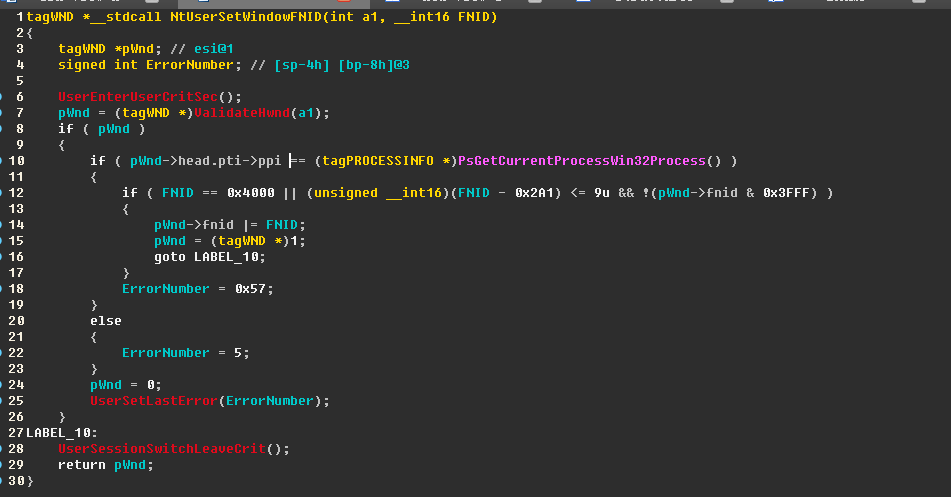 1 tagWND *__stdcall NtUserSetWindowFNID(int a1, __int16 FNID)
2 {
3     tagWND *pWnd; // esi@1
4     signed int ErrorNumber; // [sp-4h] [bp-8h]@3
5
6     UserEnterUserCritSec();
7     pWnd = (tagWND *)ValidateHwnd(a1);
8     if ( pWnd )
9     {
10         if ( pWnd->head.pti->ppi == (tagPROCESSINFO *)PsGetCurrentProcessWin32Process() )
11         {
12             if ( FNID == 0x4000 || (unsigned __int16)(FNID - 0x2A1) <= 9u && !(pWnd->fnid & 0x3FFF) )
13             {
14                 pWnd->fnid |= FNID;
15                 pWnd = (tagWND *)1;
16                 goto LABEL_10;
17             }
18             ErrorNumber = 0x57;
19         }
20         else
21         {
22             ErrorNumber = 5;
23         }
24         pWnd = 0;
25         UserSetLastError(ErrorNumber);
26     }
27 LABEL_10:
28     UserSessionSwitchLeaveCrit();
29     return pWnd;
30 }